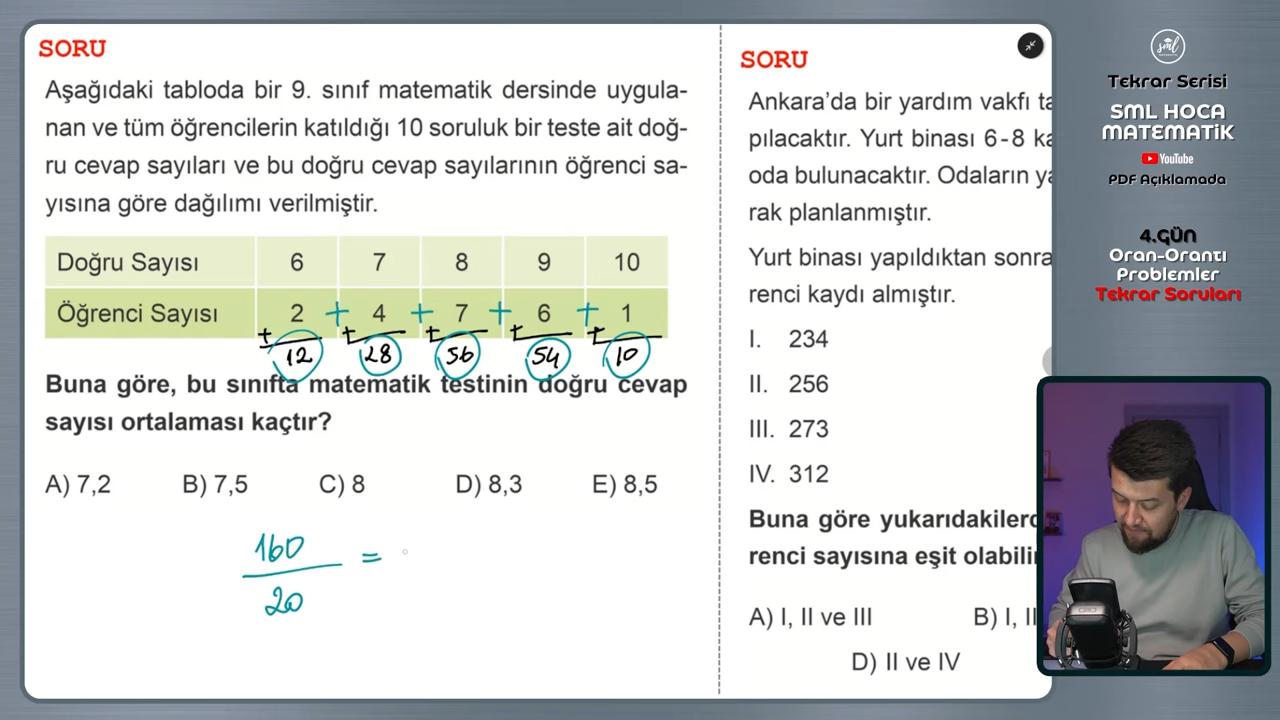 SORU
Aşağıdaki tabloda bir 9. sınıf matematik dersinde uygula-
nan ve tüm öğrencilerin katıldığı 10 soruluk bir teste ait doğ-
ru cevap sayıları ve bu doğru cevap sayılarının öğrenci sa-
yısına göre dağılımı verilmiştir.
Doğru Sayısı 6 7 8 9 10
Öğrenci Sayısı 2 + 4 + 7 + 6 + 1
+ 12 + 28 + 56 + 54 + 10
Buna göre, bu sınıfta matematik testinin doğru cevap
sayısı ortalaması kaçtır?
A) 7,2 B) 7,5 C) 8 D) 8,3 E) 8,5
160 =
20
SORU
Ankara'da bir yardım vakfı ta
pılacaktır. Yurt binası 6-8 ka
oda bulunacaktır. Odaların ya
rak planlanmıştır.
Yurt binası yapıldıktan sonra
renci kaydı almıştır.
I. 234
II. 256
III. 273
IV. 312
Buna göre yukarıdakilerd
renci sayısına eşit olabilir
A) I, II ve III B) I, II
D) II ve IV
sml
Tekrar Serisi
SML HOCA
MATEMATİK
YouTube
PDF Açıklamada
4.GÜN
Oran-Orantı
Problemler
Tekrar Soruları